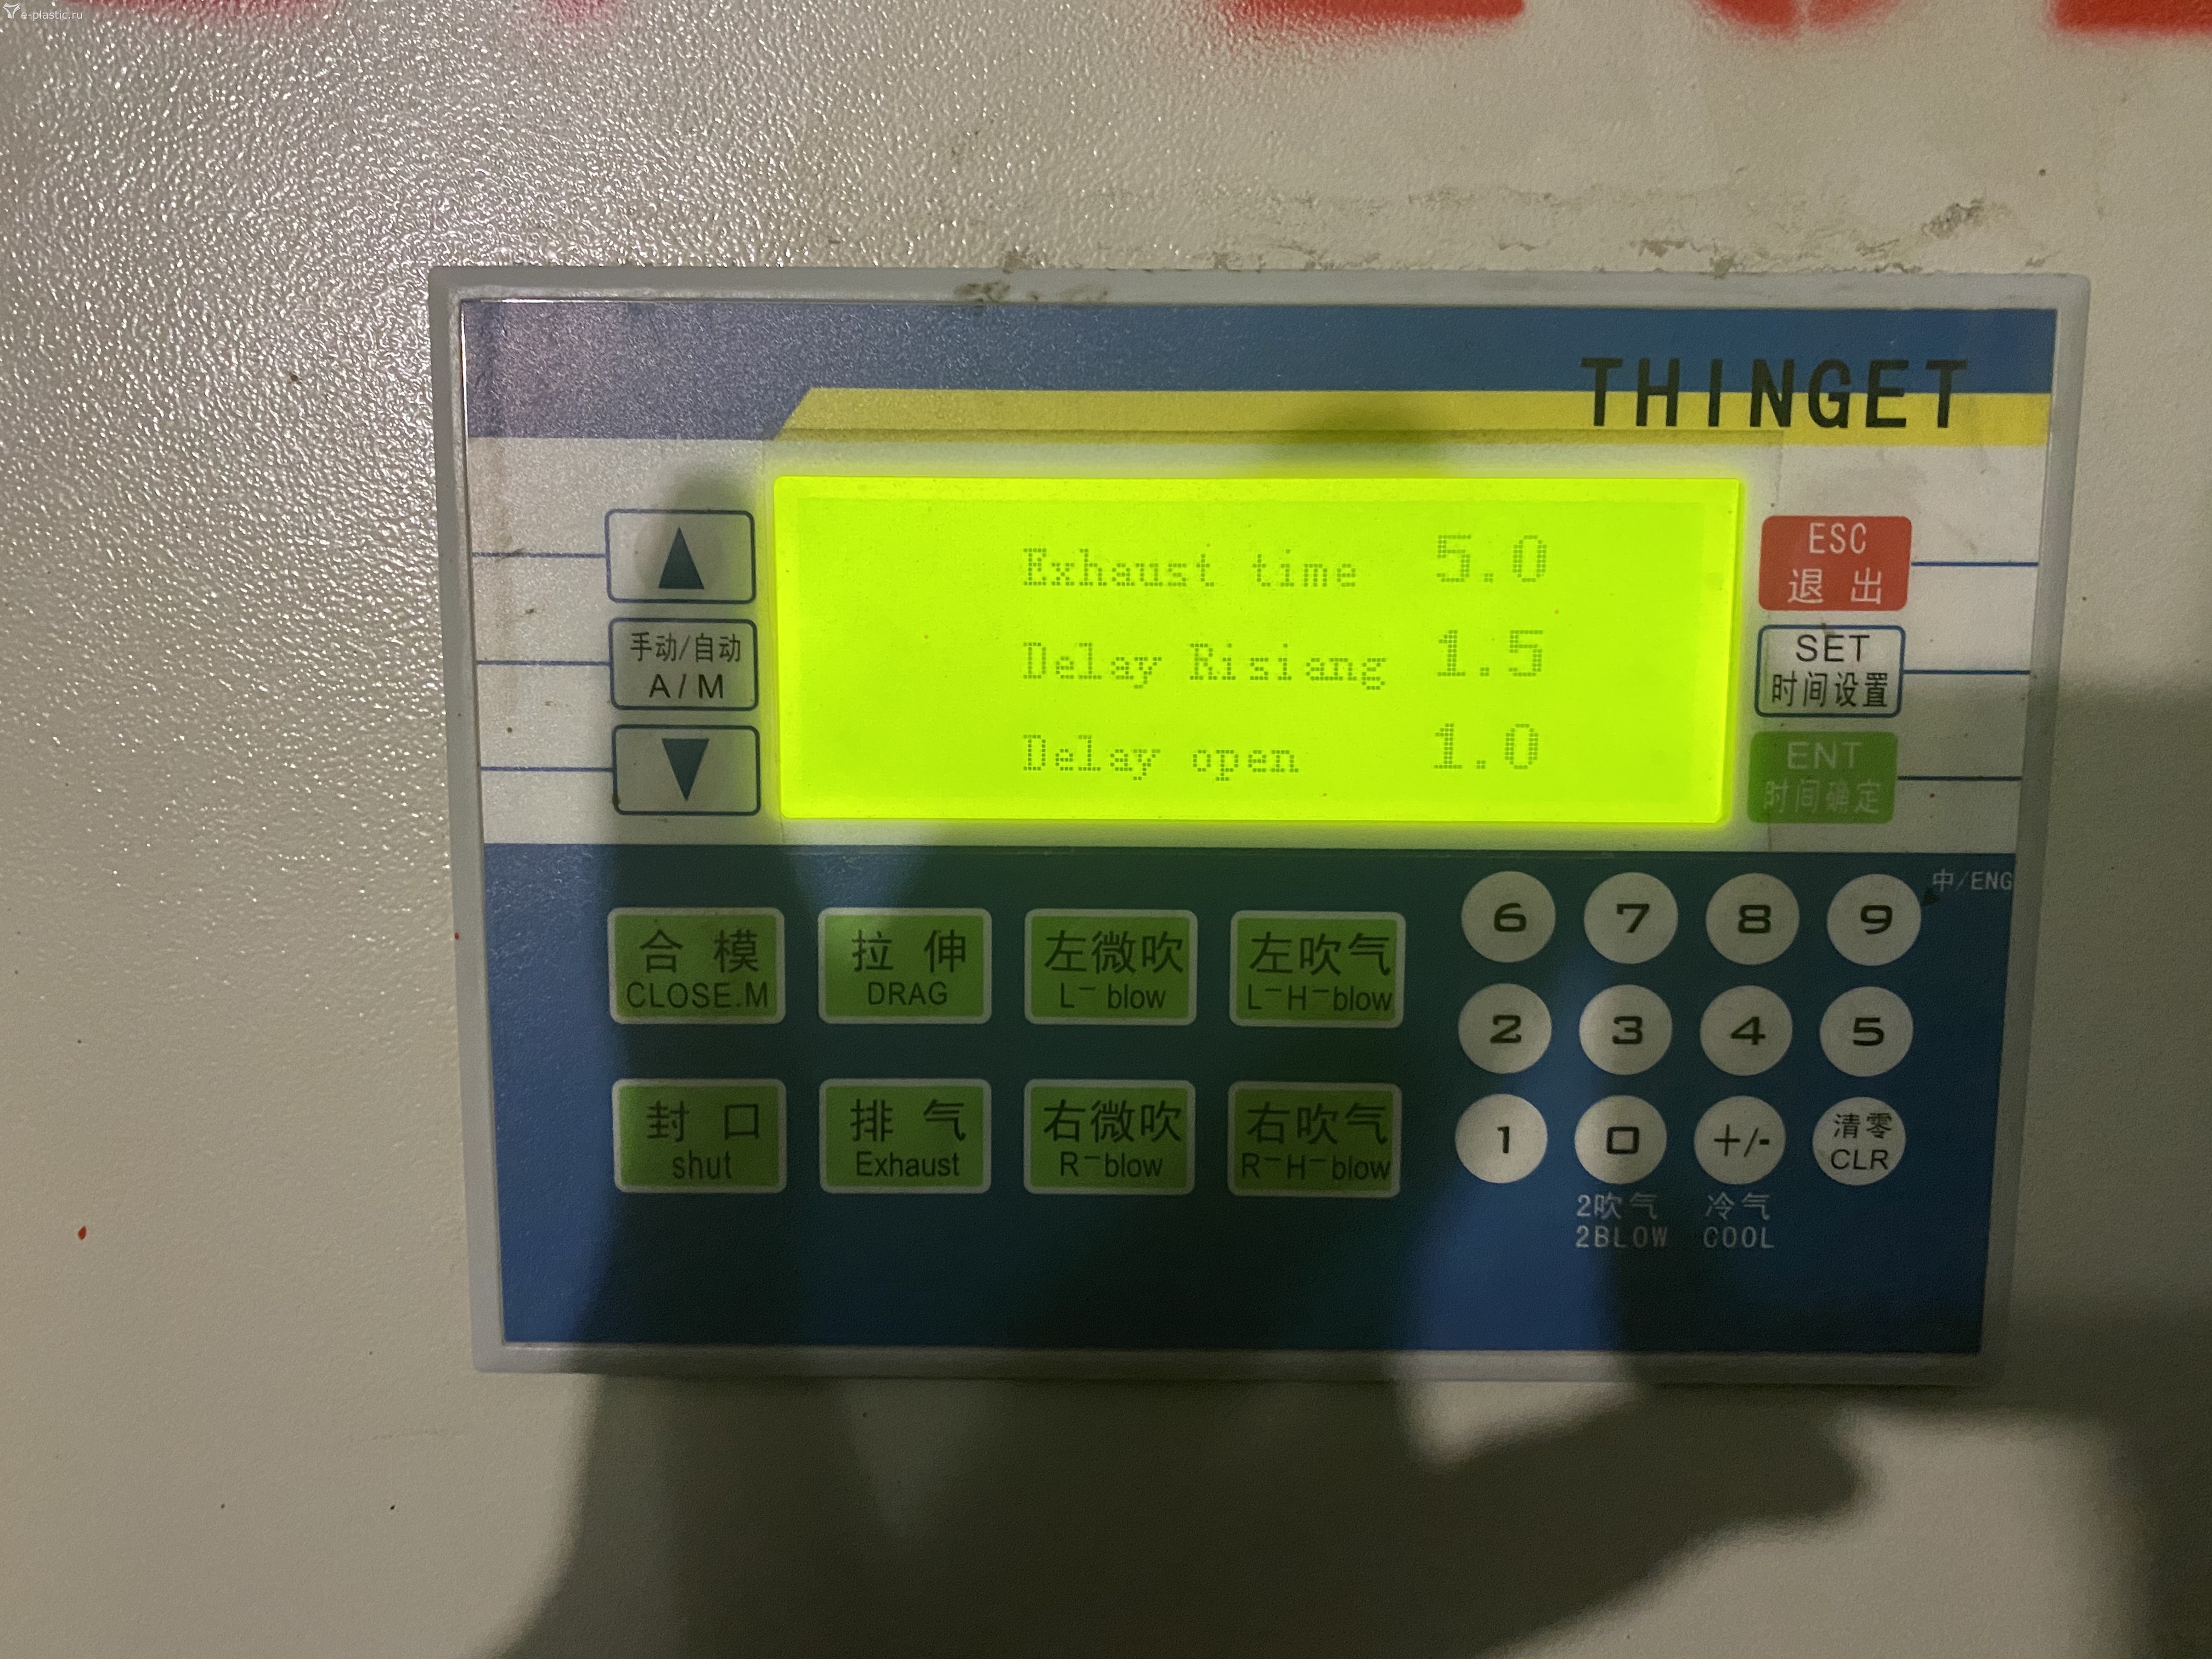 e-plastic.ru
THINGET
Exhaust time 5.0
Delay Risiang 1.5
Delay open 1.0
手动/自动
A/M
ESC
退 出
SET
时间设置
ENT
时间确定
中/ENG
合 模
CLOSE.M
拉 伸
DRAG
左微吹
L-blow
左吹气
L-H-blow
6 7 8 9
2 3 4 5
封 口
shut
排 气
Exhaust
右微吹
R-blow
右吹气
R-H-blow
1 0 +/- 清零
CLR
2吹气
2BLOW
冷气
COOL